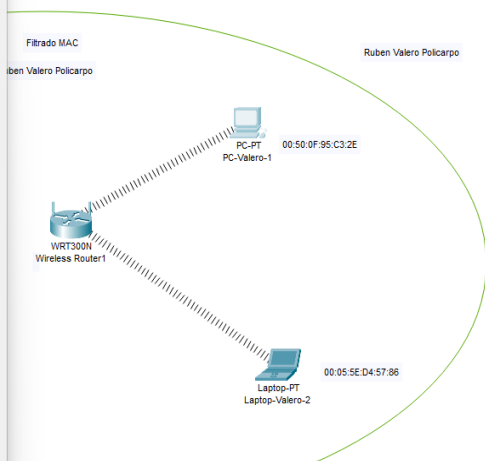 Filtrado MAC
Ruben Valero Policarpo
ben Valero Policarpo
PC-PT
PC-Valero-1
00:50:0F:95:C3:2E
WRT300N
Wireless Router1
Laptop-PT
Laptop-Valero-2
00:05:5E:D4:57:86